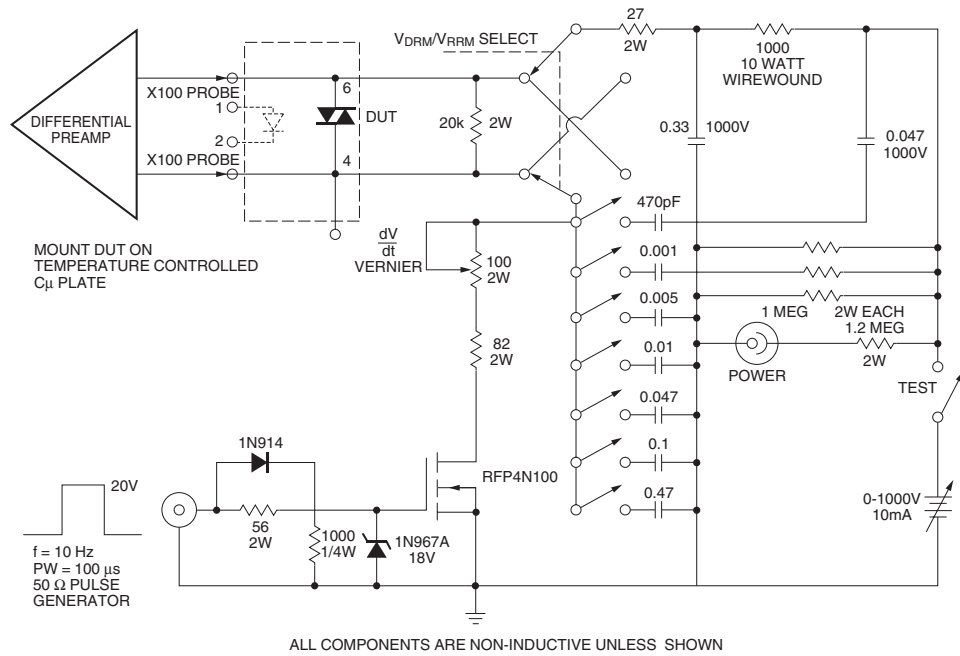 27
2W
VDRM/VRRM SELECT
1000
10 WATT
WIREWOUND
X100 PROBE
6
1
DIFFERENTIAL
PREAMP
DUT
20k
2W
0.33
1000V
0.047
1000V
2
4
X100 PROBE
470pF
MOUNT DUT ON
TEMPERATURE CONTROLLED
Cμ PLATE
dV
dt
VERNIER
100
2W
0.001
0.005
1 MEG
2W EACH
1.2 MEG
82
2W
0.01
2W
POWER
TEST
0.047
1N914
0.1
RFP4N100
20V
0.47
0-1000V
10mA
56
2W
1000
1/4W
1N967A
18V
f = 10 Hz
PW = 100 μs
50 Ω PULSE
GENERATOR
ALL COMPONENTS ARE NON-INDUCTIVE UNLESS SHOWN